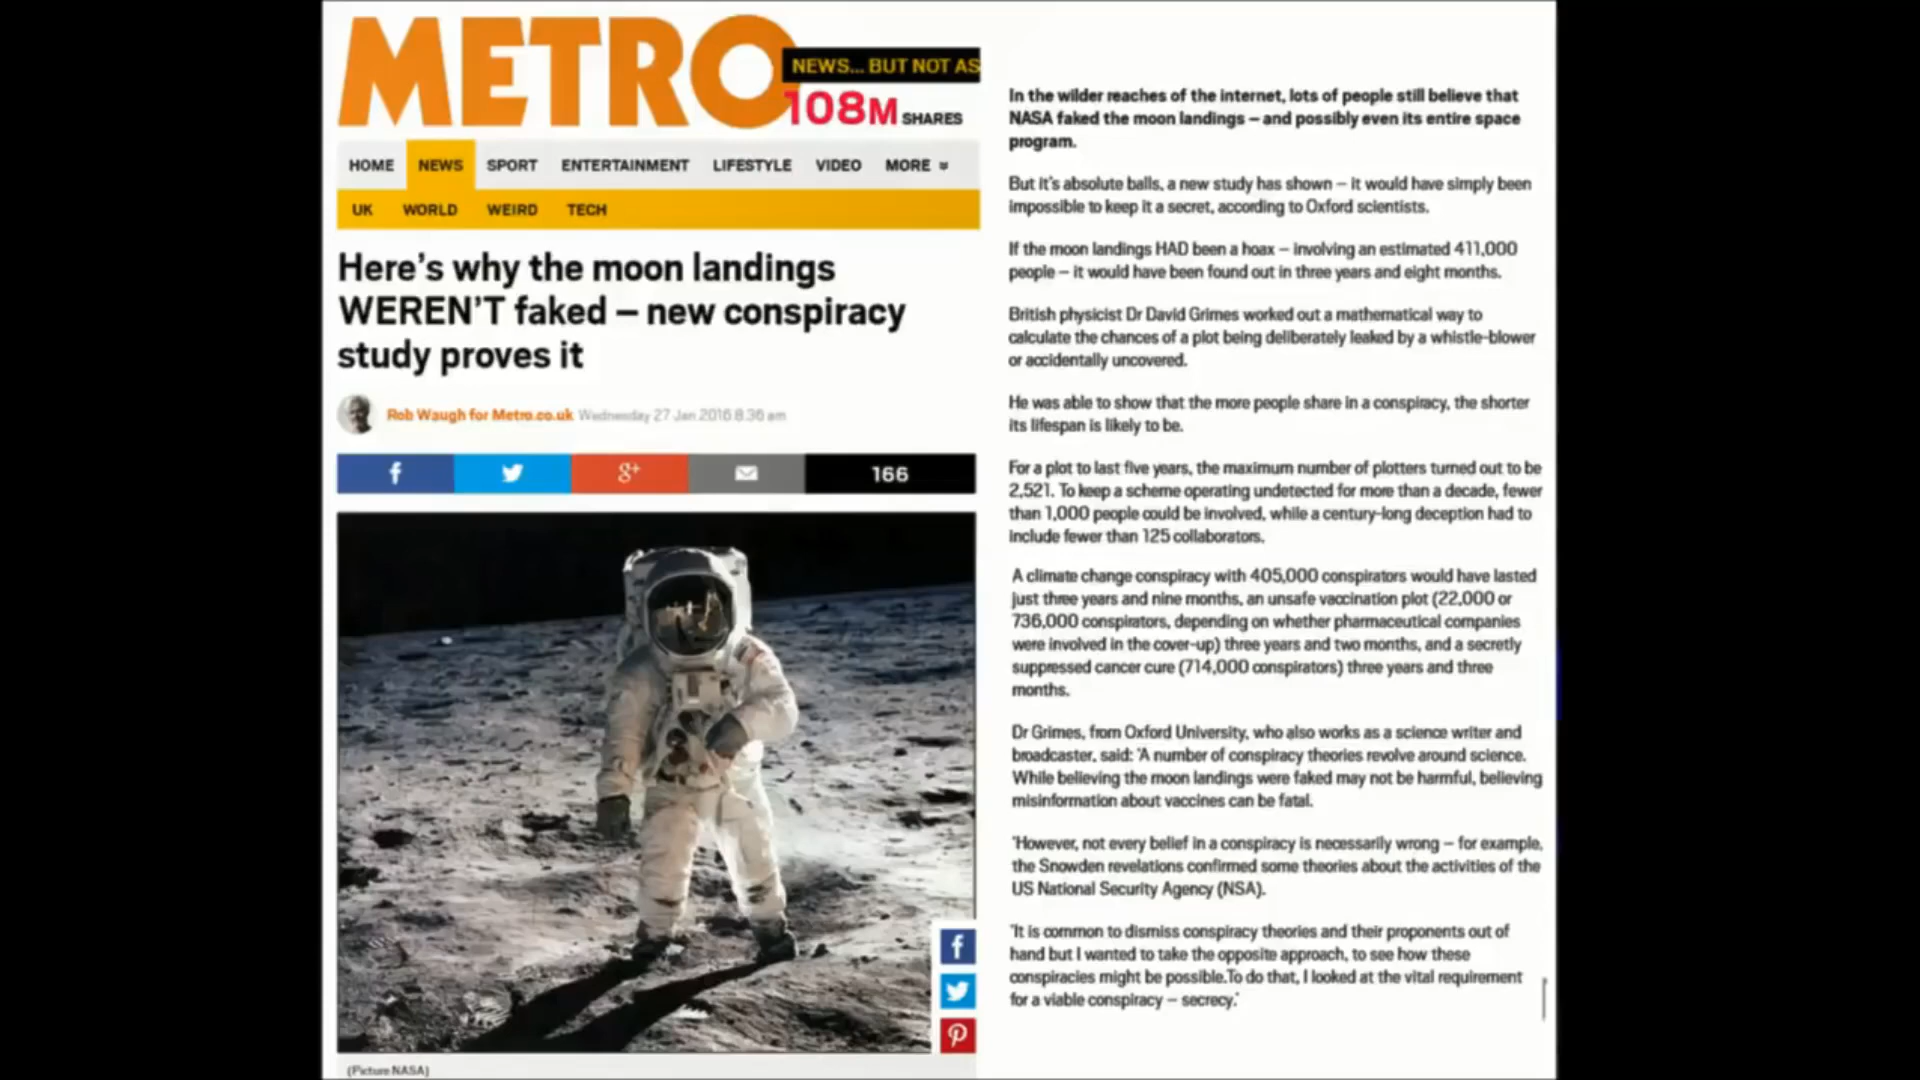 METRO
NEWS... BUT NOT AS
108M SHARES
HOME NEWS SPORT ENTERTAINMENT LIFESTYLE VIDEO MORE
UK WORLD WEIRD TECH
Here's why the moon landings
WEREN'T faked – new conspiracy
study proves it
Rob Waugh for Metro.co.uk Wednesday 27 Jan 2016 8:36 am
166
(Picture NASA)
In the wilder reaches of the internet, lots of people still believe that
NASA faked the moon landings – and possibly even its entire space
program.
But it's absolute balls, a new study has shown – it would have simply been
impossible to keep it a secret, according to Oxford scientists.
If the moon landings HAD been a hoax – involving an estimated 411,000
people – it would have been found out in three years and eight months.
British physicist Dr David Grimes worked out a mathematical way to
calculate the chances of a plot being deliberately leaked by a whistle-blower
or accidentally uncovered.
He was able to show that the more people share in a conspiracy, the shorter
its lifespan is likely to be.
For a plot to last five years, the maximum number of plotters turned out to be
2,521. To keep a scheme operating undetected for more than a decade, fewer
than 1,000 people could be involved, while a century-long deception had to
include fewer than 125 collaborators.
A climate change conspiracy with 405,000 conspirators would have lasted
just three years and nine months, an unsafe vaccination plot (22,000 or
736,000 conspirators, depending on whether pharmaceutical companies
were involved in the cover-up) three years and two months, and a secretly
suppressed cancer cure (714,000 conspirators) three years and three
months.
Dr Grimes, from Oxford University, who also works as a science writer and
broadcaster, said: 'A number of conspiracy theories revolve around science.
While believing the moon landings were faked may not be harmful, believing
misinformation about vaccines can be fatal.
'However, not every belief in a conspiracy is necessarily wrong – for example,
the Snowden revelations confirmed some theories about the activities of the
US National Security Agency (NSA).
'It is common to dismiss conspiracy theories and their proponents out of
hand but I wanted to take the opposite approach, to see how these
conspiracies might be possible.To do that, I looked at the vital requirement
for a viable conspiracy – secrecy.'